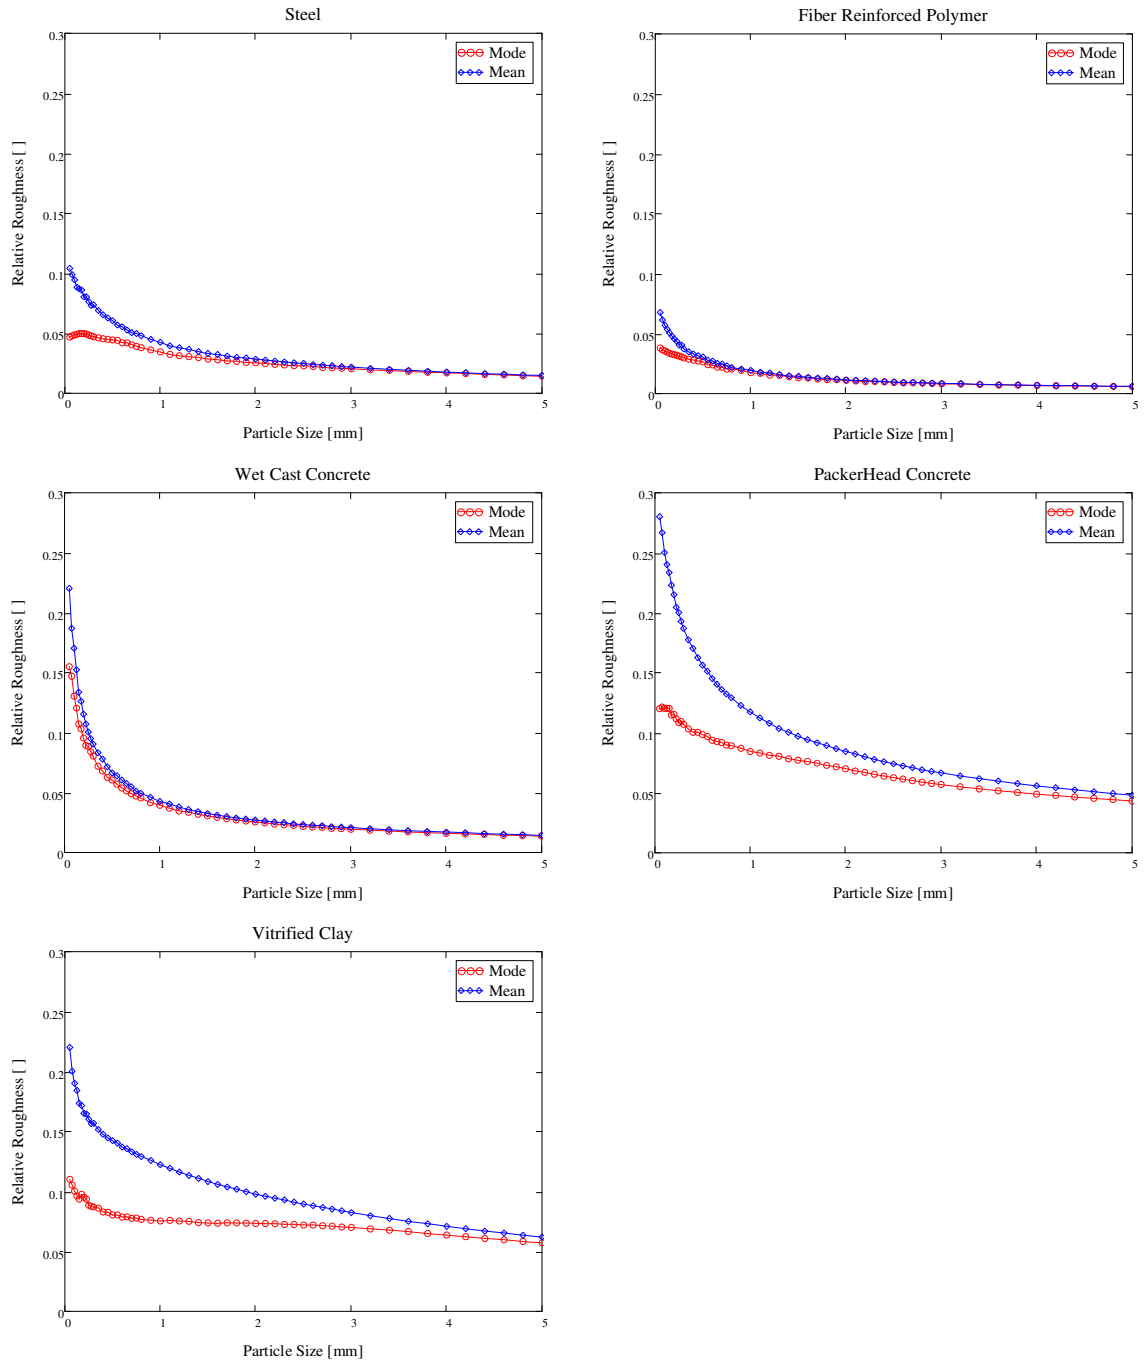 Steel
0.3
0.25
0.2
0.15
0.1
0.05
0
Relative Roughness [ ]
Mode
Mean
0 1 2 3 4 5
Particle Size [mm]
Fiber Reinforced Polymer
0.3
0.25
0.2
0.15
0.1
0.05
0
Relative Roughness [ ]
Mode
Mean
0 1 2 3 4 5
Particle Size [mm]
Wet Cast Concrete
0.3
0.25
0.2
0.15
0.1
0.05
0
Relative Roughness [ ]
Mode
Mean
0 1 2 3 4 5
Particle Size [mm]
PackerHead Concrete
0.3
0.25
0.2
0.15
0.1
0.05
0
Relative Roughness [ ]
Mode
Mean
0 1 2 3 4 5
Particle Size [mm]
Vitrified Clay
0.3
0.25
0.2
0.15
0.1
0.05
0
Relative Roughness [ ]
Mode
Mean
0 1 2 3 4 5
Particle Size [mm]